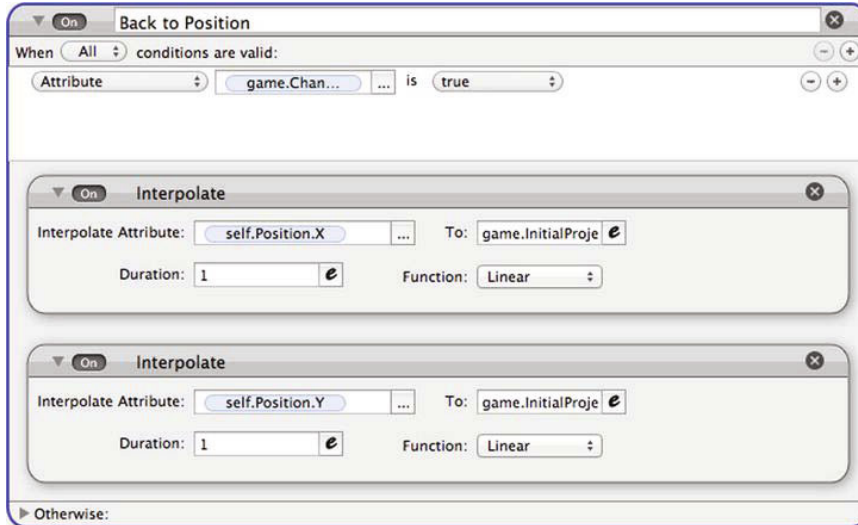 On Back to Position
When All conditions are valid:
Attribute game.Chan... ... is true
On Interpolate
Interpolate Attribute: self.Position.X ... To: game.InitialProje e
Duration: 1 e Function: Linear
On Interpolate
Interpolate Attribute: self.Position.Y ... To: game.InitialProje e
Duration: 1 e Function: Linear
Otherwise: